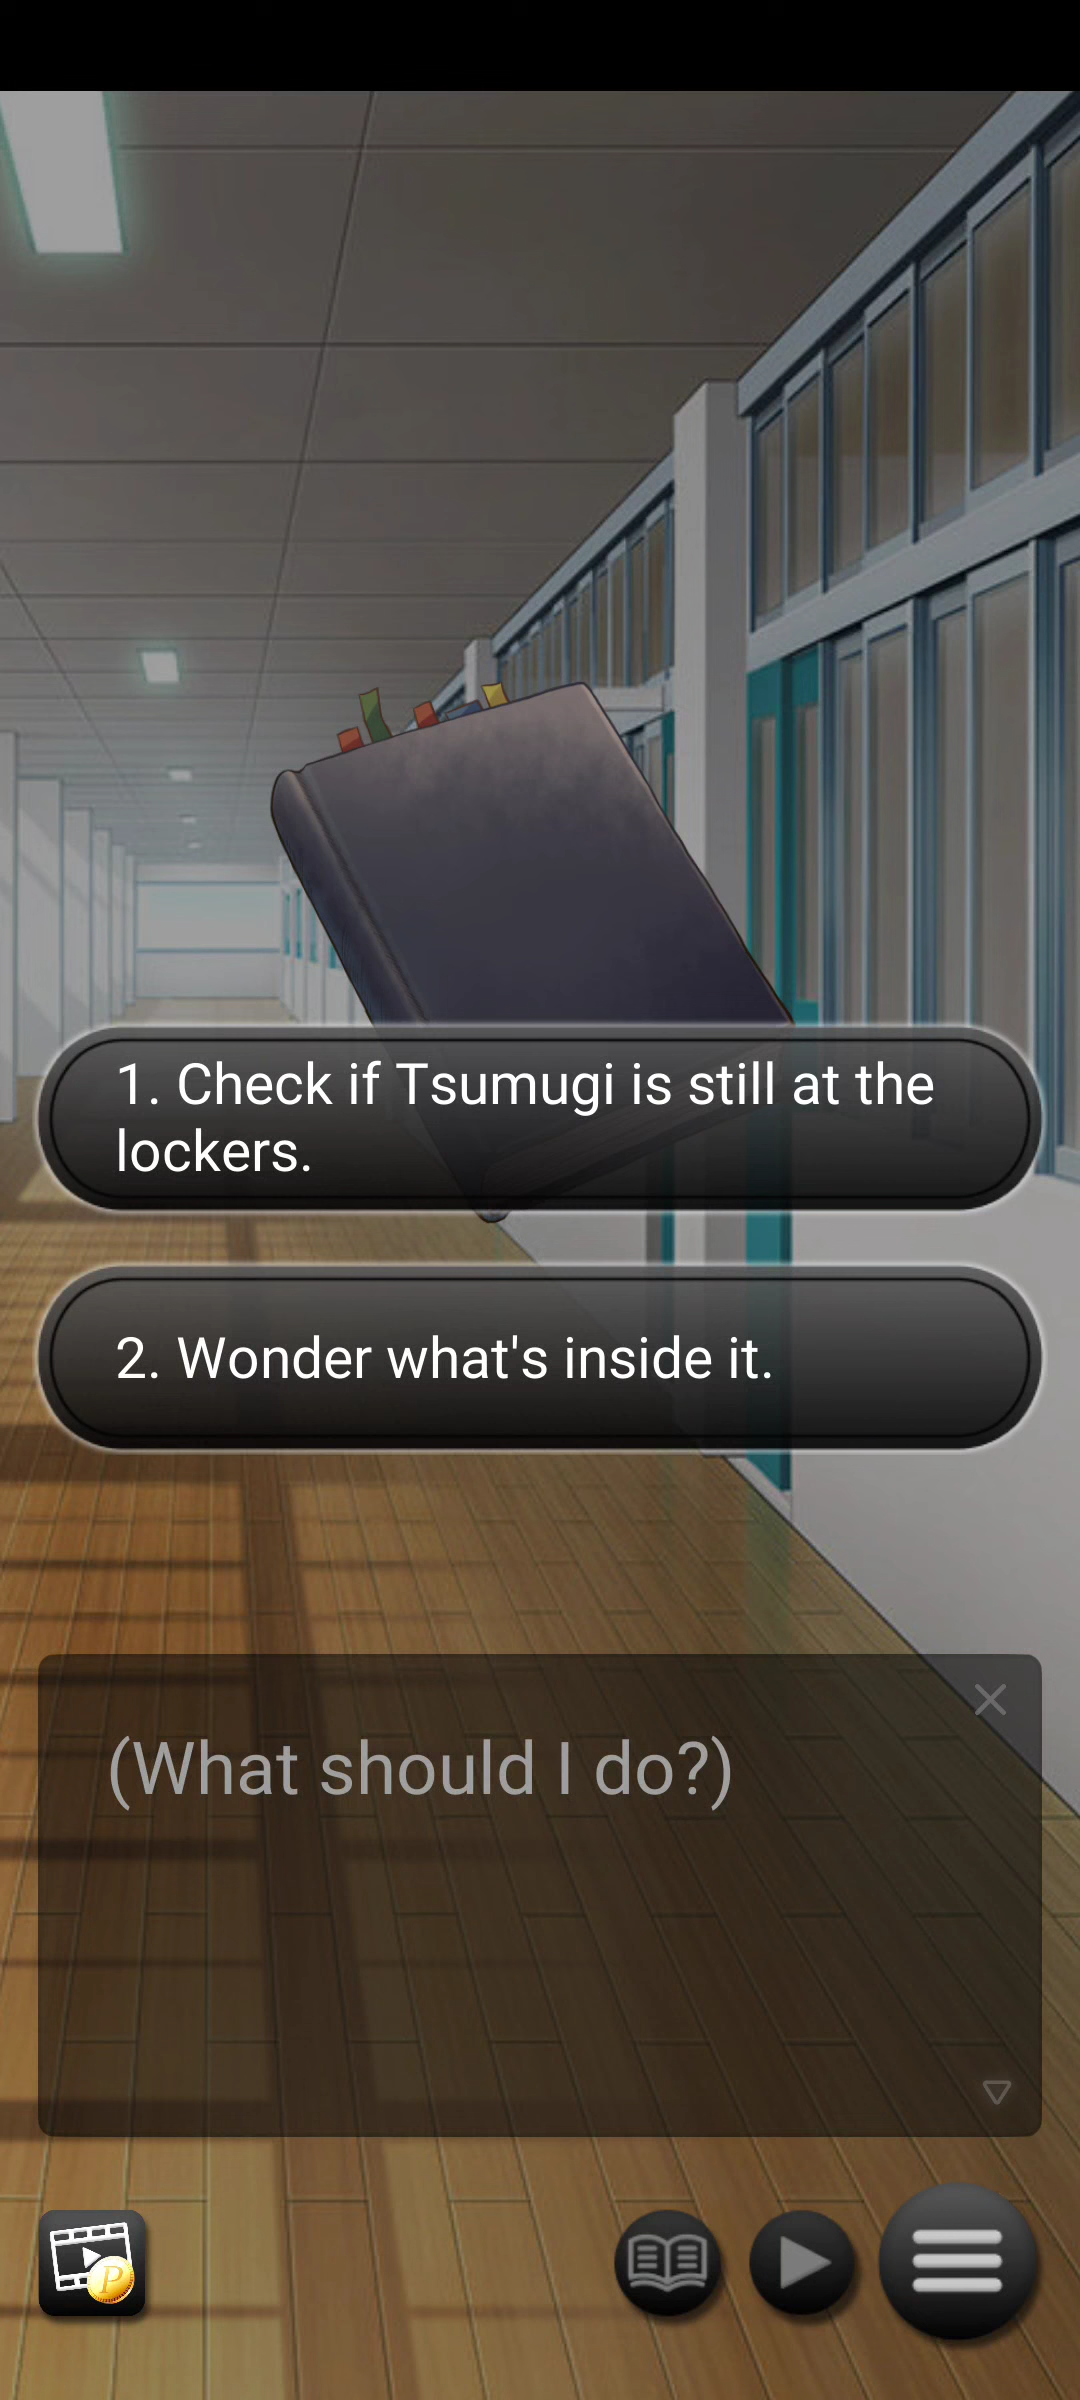 1. Check if Tsumugi is still at the
lockers.
2. Wonder what's inside it.
(What should I do?)
P